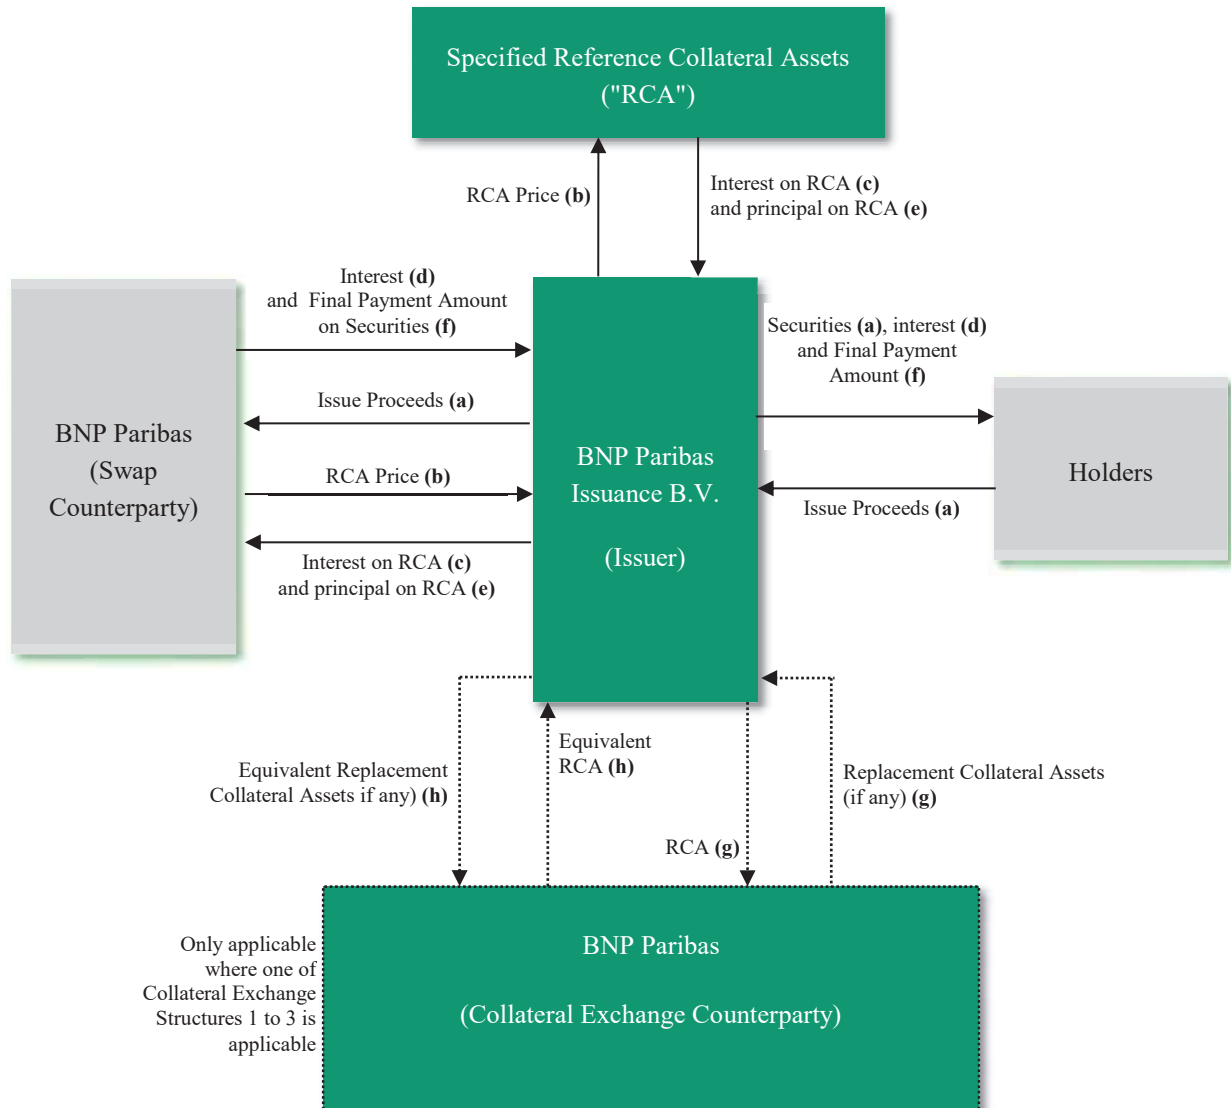 Specified Reference Collateral Assets
("RCA")
RCA Price (b)
Interest on RCA (c)
and principal on RCA (e)
Interest (d)
and Final Payment Amount
on Securities (f)
Securities (a), interest (d)
and Final Payment
Amount (f)
Issue Proceeds (a)
BNP Paribas
(Swap
Counterparty)
RCA Price (b)
BNP Paribas
Issuance B.V.
(Issuer)
Holders
Issue Proceeds (a)
Interest on RCA (c)
and principal on RCA (e)
Equivalent Replacement
Collateral Assets if any) (h)
Equivalent
RCA (h)
RCA (g)
Replacement Collateral Assets
(if any) (g)
Only applicable
where one of
Collateral Exchange
Structures 1 to 3 is
applicable
BNP Paribas
(Collateral Exchange Counterparty)